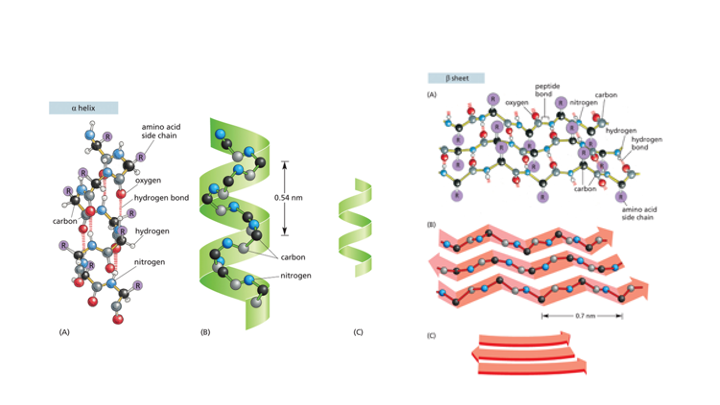 α helix
R
R
amino acid
side chain
R
R
oxygen
R
hydrogen bond
R
carbon
R
hydrogen
R
R
nitrogen
R
(A)
0.54 nm
carbon
nitrogen
(B)
(C)
β sheet
(A)
peptide
bond
carbon
R
R
oxygen
nitrogen
R
R
R
hydrogen
hydrogen
bond
R
R
R
R
R
R
R
carbon
R
R
R
amino acid
side chain
(B)
0.7 nm
(C)